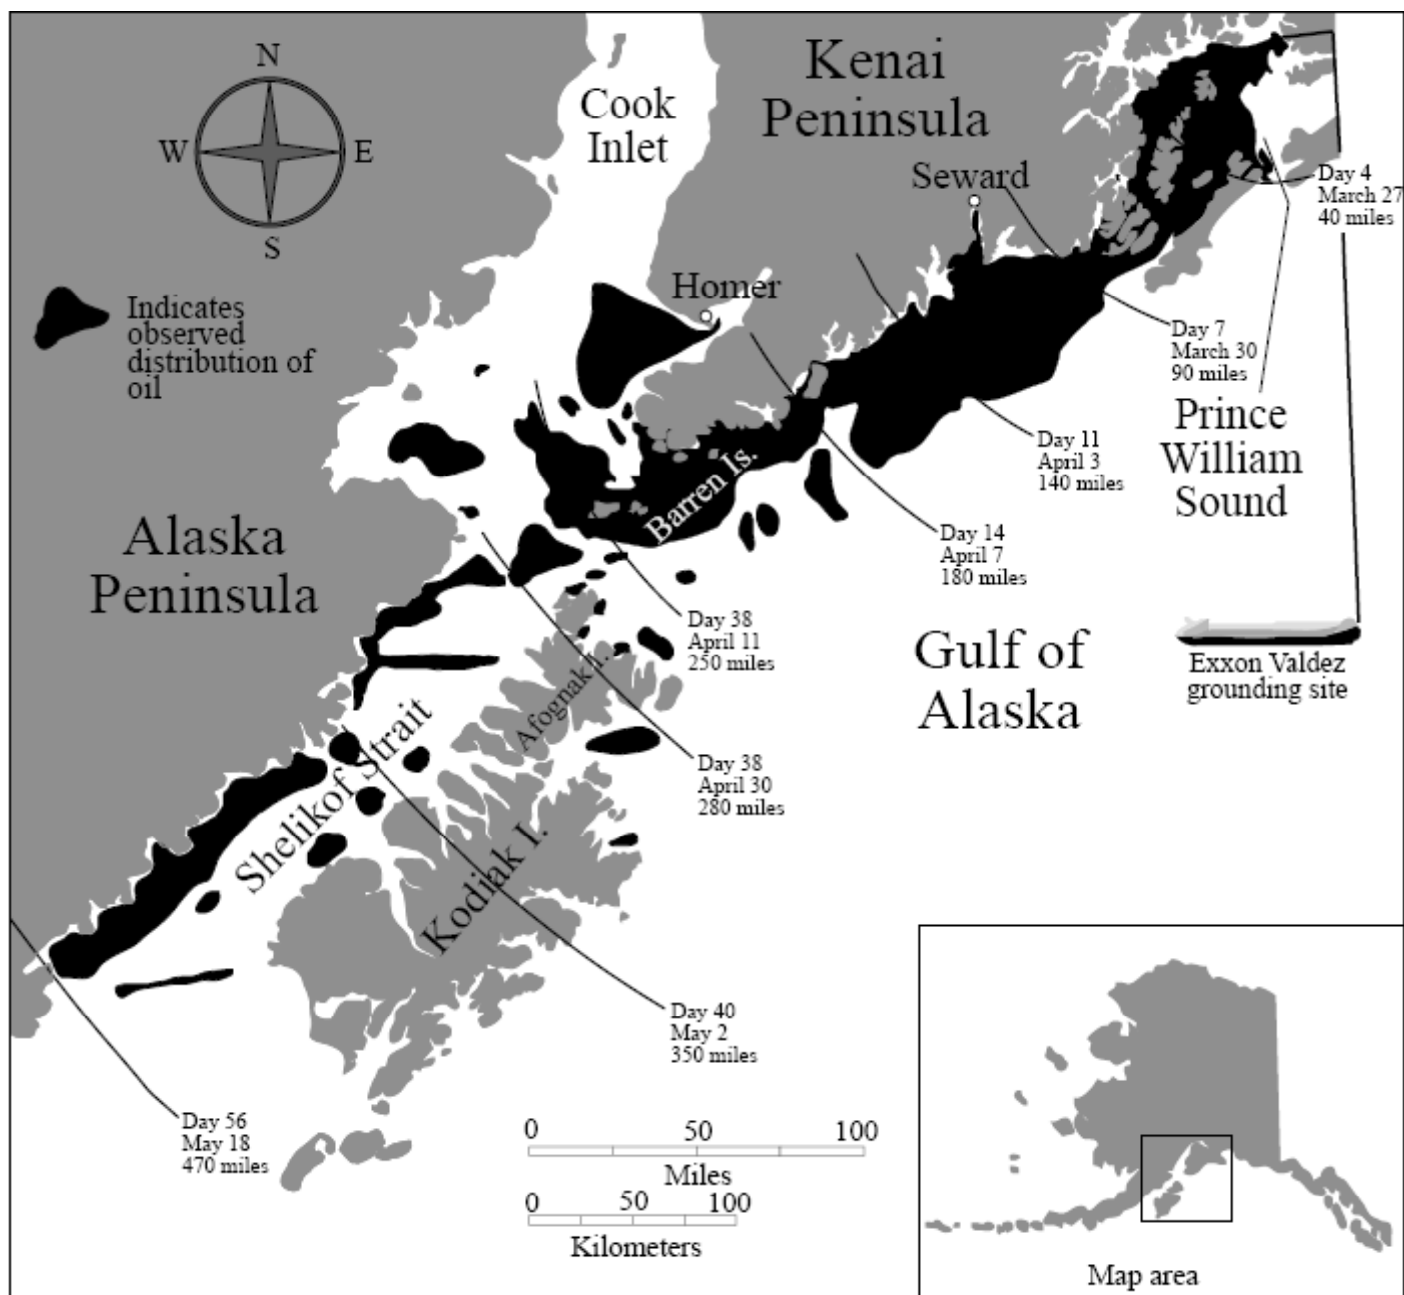 N
W
E
S
Indicates
observed
distribution of
oil
Cook
Inlet
Kenai
Peninsula
Seward
Homer
Day 4
March 27
40 miles
Day 7
March 30
90 miles
Prince
William
Sound
Day 11
April 3
140 miles
Day 14
April 7
180 miles
Barren Is.
Alaska
Peninsula
Day 38
April 11
250 miles
Gulf of
Alaska
Exxon Valdez
grounding site
Afognak I.
Shelikof Strait
Day 38
April 30
280 miles
Kodiak I.
Day 40
May 2
350 miles
Day 56
May 18
470 miles
0 50 100
Miles
0 50 100
Kilometers
Map area